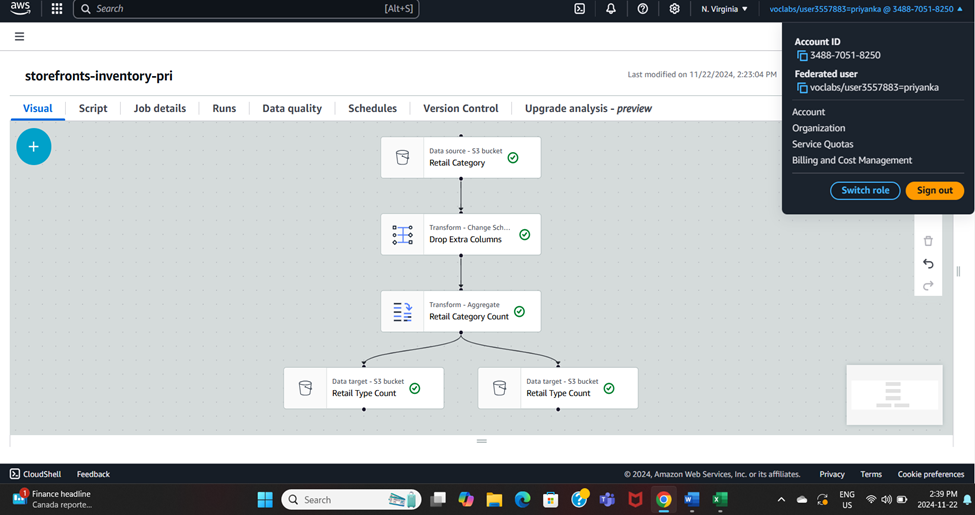 aws
Search
[Alt+S]
N. Virginia ▼
voclabs/user3557883=priyanka @ 3488-7051-8250 ▲
Account ID
3488-7051-8250
Federated user
voclabs/user3557883=priyanka
Account
Organization
Service Quotas
Billing and Cost Management
Switch role
Sign out
storefronts-inventory-pri
Last modified on 11/22/2024, 2:23:04 PM
Visual
Script
Job details
Runs
Data quality
Schedules
Version Control
Upgrade analysis - preview
Data source - S3 bucket
Retail Category
Transform - Change Sch...
Drop Extra Columns
Transform - Aggregate
Retail Category Count
Data target - S3 bucket
Retail Type Count
Data target - S3 bucket
Retail Type Count
CloudShell
Feedback
© 2024, Amazon Web Services, Inc. or its affiliates.
Privacy
Terms
Cookie preferences
1
Finance headline
Canada reporte...
Search
ENG
US
2:39 PM
2024-11-22